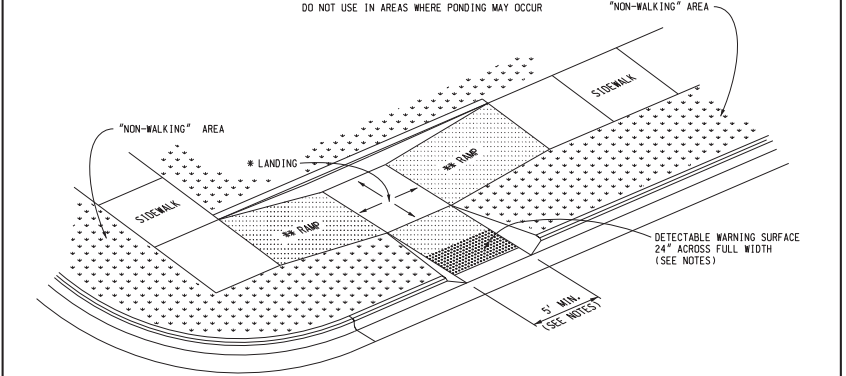 DO NOT USE IN AREAS WHERE PONDING MAY OCCUR
"NON-WALKING" AREA
SIDEWALK
"NON-WALKING" AREA
* LANDING
** RAMP
SIDEWALK
** RAMP
DETECTABLE WARNING SURFACE
24" ACROSS FULL WIDTH
(SEE NOTES)
5' MIN.
(SEE NOTES)